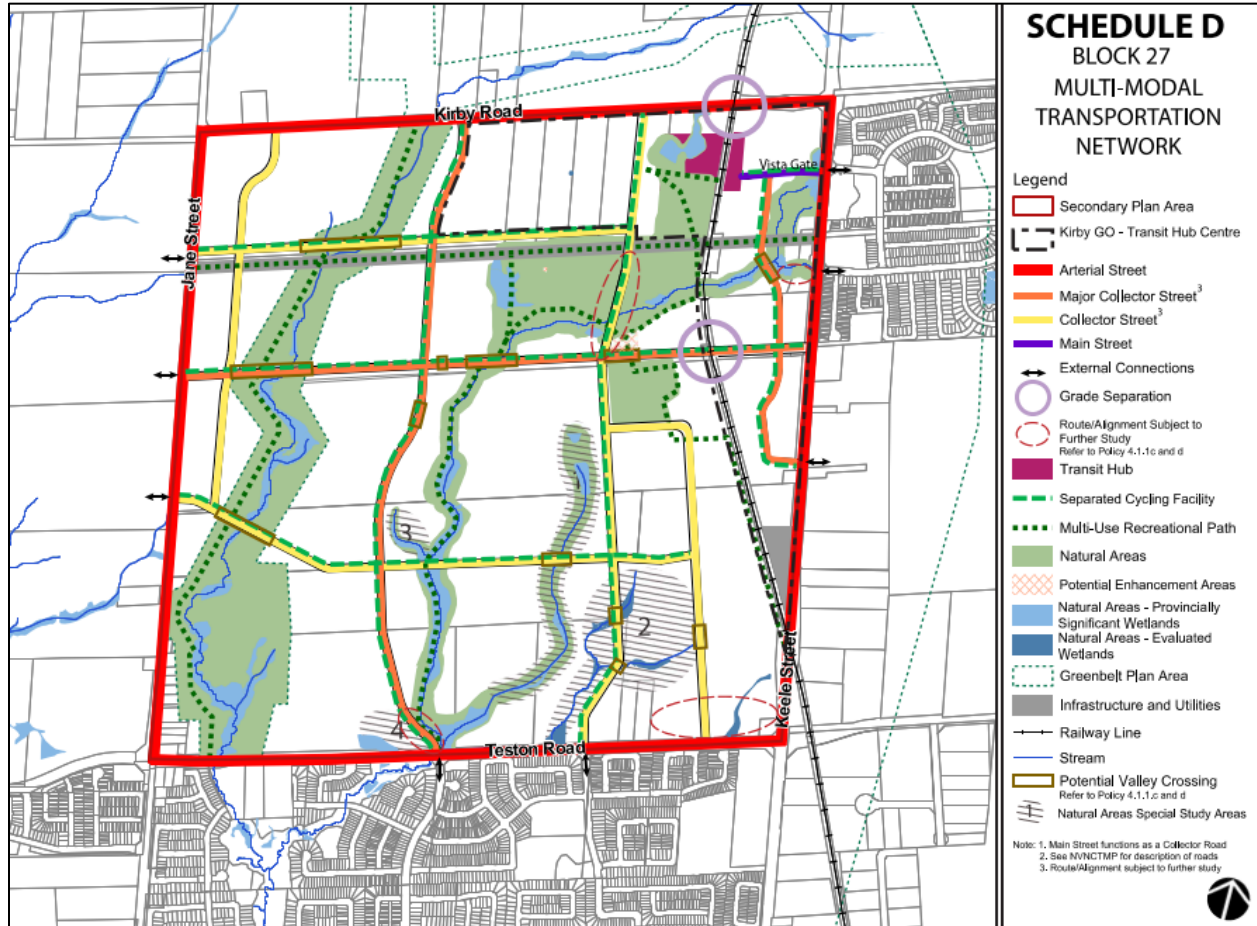 SCHEDULE D
BLOCK 27
MULTI-MODAL
TRANSPORTATION
NETWORK
Legend
Secondary Plan Area
Kirby GO - Transit Hub Centre
Arterial Street
Major Collector Street3
Collector Street3
Main Street
External Connections
Grade Separation
Route/Alignment Subject to
Further Study
Refer to Policy 4.1.1c and d
Transit Hub
Separated Cycling Facility
Multi-Use Recreational Path
Natural Areas
Potential Enhancement Areas
Natural Areas - Provincially
Significant Wetlands
Natural Areas - Evaluated
Wetlands
Greenbelt Plan Area
Infrastructure and Utilities
Railway Line
Stream
Potential Valley Crossing
Refer to Policy 4.1.1.c and d
1
Natural Areas Special Study Areas
Note: 1. Main Street functions as a Collector Road
2. See NVNCTMP for description of roads
3. Route/Alignment subject to further study
Kirby Road
Vista Gate
Jane Street
1
3
2
Keele Street
4
Teston Road